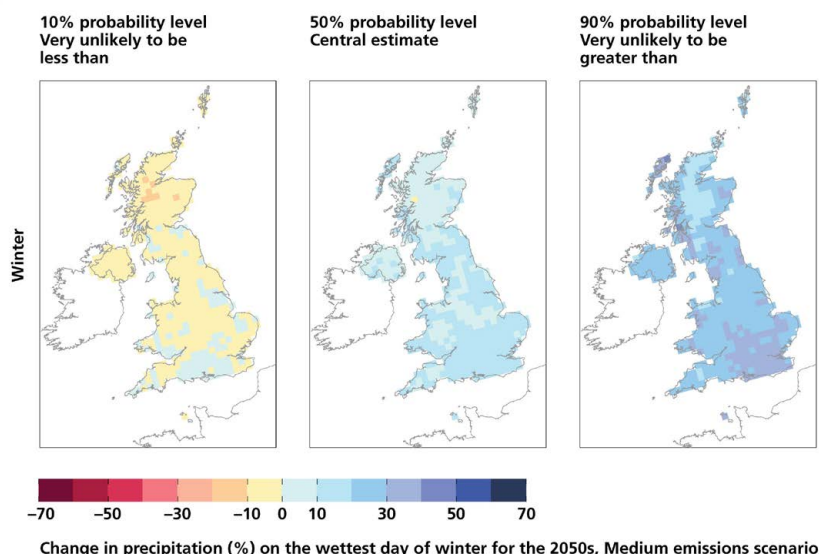 10% probability level
Very unlikely to be
less than
50% probability level
Central estimate
90% probability level
Very unlikely to be
greater than
Winter
–70 –50 –30 –10 0 10 30 50 70
Change in precipitation (%) on the wettest day of winter for the 2050s, Medium emissions scenario